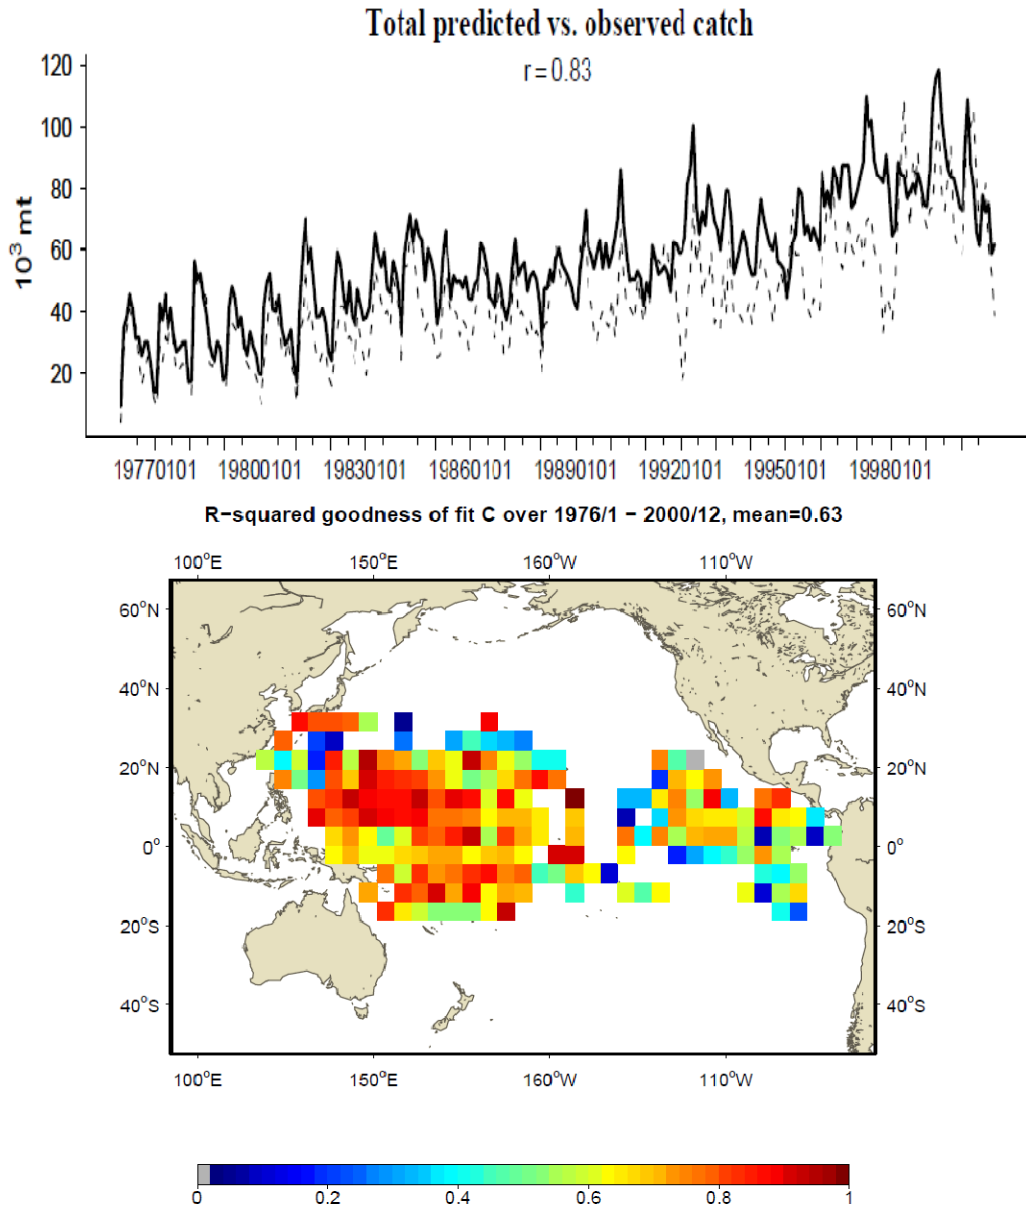 Total predicted vs. observed catch
r = 0.83
10³ mt
120
100
80
60
40
20
19770101 19800101 19830101 19860101 19890101 19920101 19950101 19980101
R−squared goodness of fit C over 1976/1 − 2000/12, mean=0.63
100°E 150°E 160°W 110°W
60°N 60°N
40°N 40°N
20°N 20°N
0° 0°
20°S 20°S
40°S 40°S
100°E 150°E 160°W 110°W
0 0.2 0.4 0.6 0.8 1